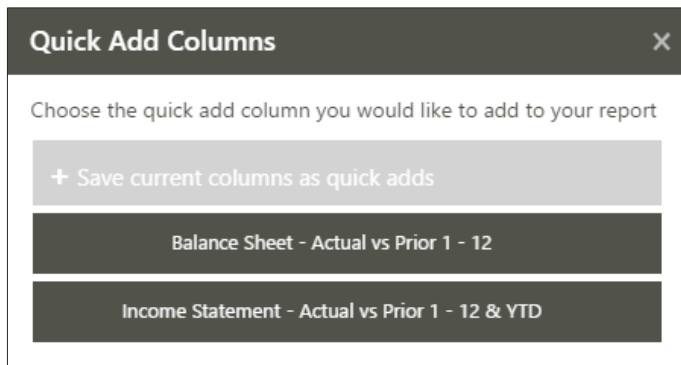 Quick Add Columns ×
Choose the quick add column you would like to add to your report
+ Save current columns as quick adds
Balance Sheet - Actual vs Prior 1 - 12
Income Statement - Actual vs Prior 1 - 12 & YTD